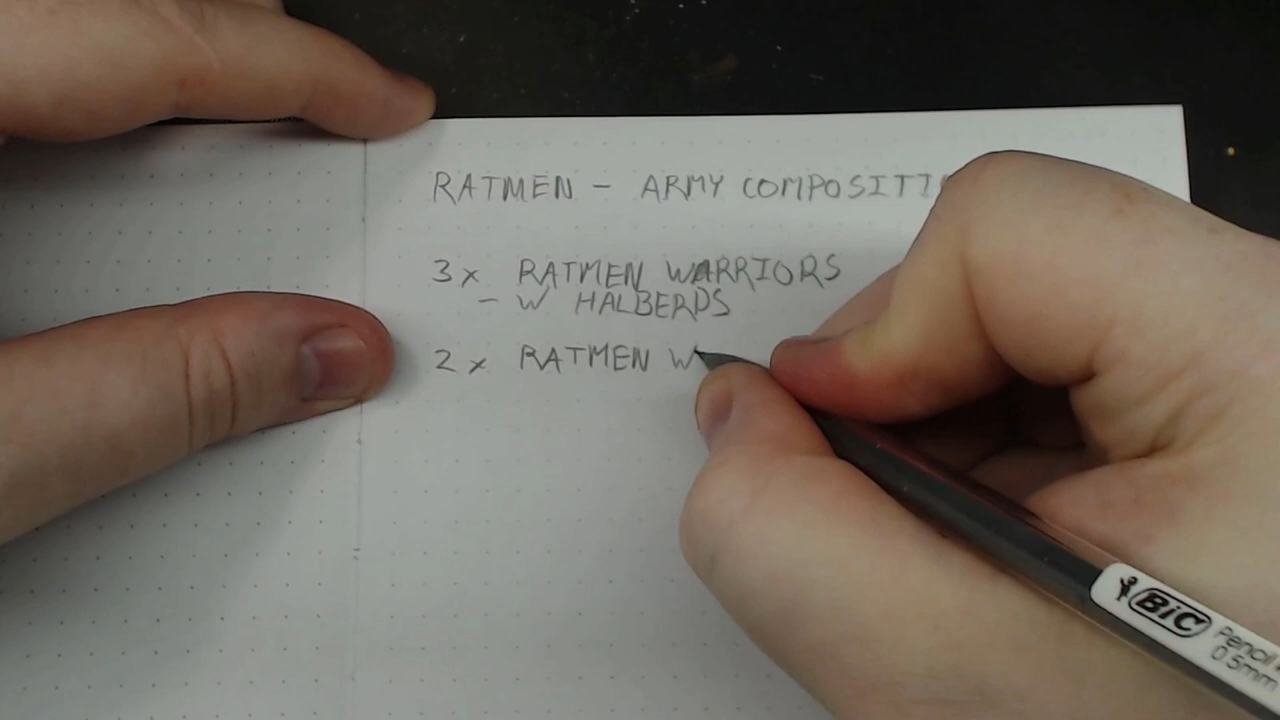 RATMEN - ARMY COMPOSITI
3x RATMEN WARRIORS
- W HALBERDS
2x RATMEN W
BIC
Pencil
0.5mm